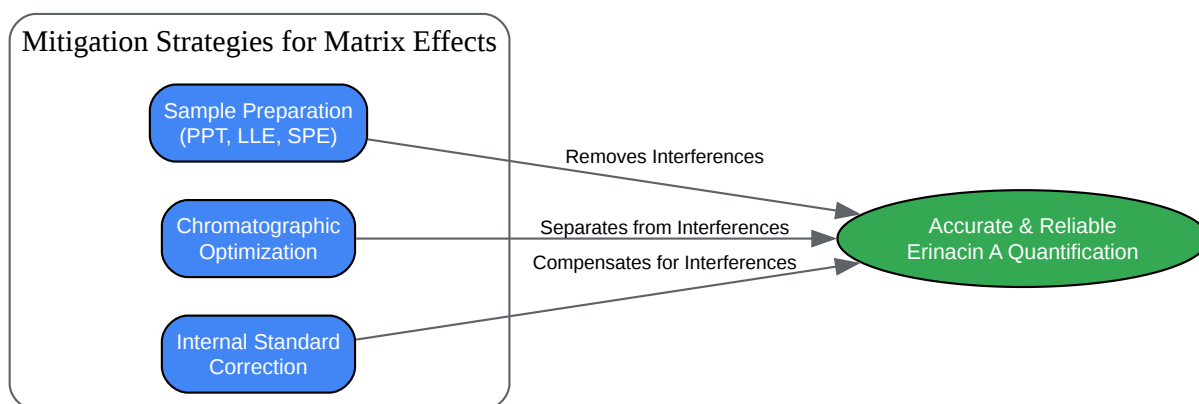 Mitigation Strategies for Matrix Effects
Sample Preparation
(PPT, LLE, SPE)
Removes Interferences
Chromatographic
Optimization
Separates from Interferences
Accurate & Reliable
Erinacin A Quantification
Compensates for Interferences
Internal Standard
Correction